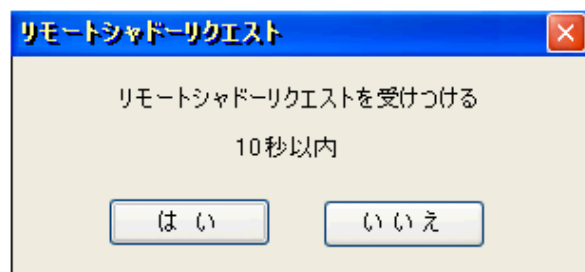 リモートシャドーリクエスト
リモートシャドーリクエストを受けつける
10秒以内
はい
いいえ